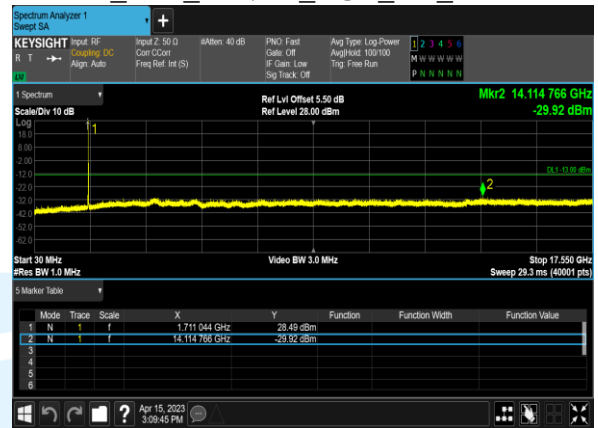 Spectrum Analyzer 1
Swept SA
+
KEYSIGHT Input: RF Input Z: 50 Ω #Atten: 40 dB PNO: Fast Avg Type: Log-Power 1 2 3 4 5 6
R T Coupling: DC Corr CCorr Gate: Off Avg|Hold: 100/100 M W W W W W
Align: Auto Freq Ref: Int (S) IF Gain: Low Trig: Free Run
LV Sig Track: Off P N N N N N
1 Spectrum Ref Lvl Offset 5.50 dB Mkr2 14.114 766 GHz
Scale/Div 10 dB Ref Level 28.00 dBm -29.92 dBm
Log
18.0
8.00
-2.00
-12.0
-22.0
-32.0
-42.0
-52.0
-62.0
1
DL1 -13.00 dBm
2
Start 30 MHz Video BW 3.0 MHz Stop 17.550 GHz
#Res BW 1.0 MHz Sweep 29.3 ms (40001 pts)
5 Marker Table
Mode Trace Scale X Y Function Function Width Function Value
1 N 1 f 1.711 044 GHz 28.49 dBm
2 N 1 f 14.114 766 GHz -29.92 dBm
3
4
5
6
? Apr 15, 2023
3:09:45 PM